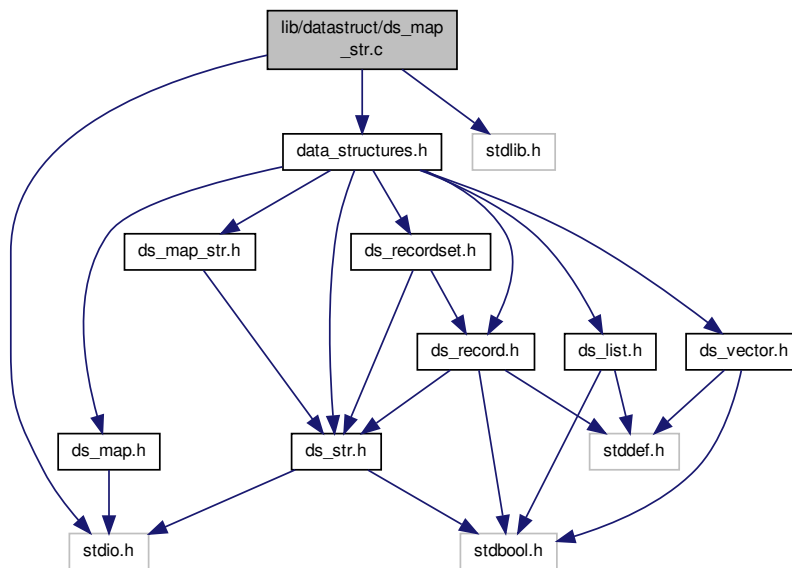 lib/datastruct/ds_map
_str.c
data_structures.h
stdlib.h
ds_map_str.h
ds_recordset.h
ds_record.h
ds_list.h
ds_vector.h
ds_map.h
ds_str.h
stddef.h
stdio.h
stdbool.h